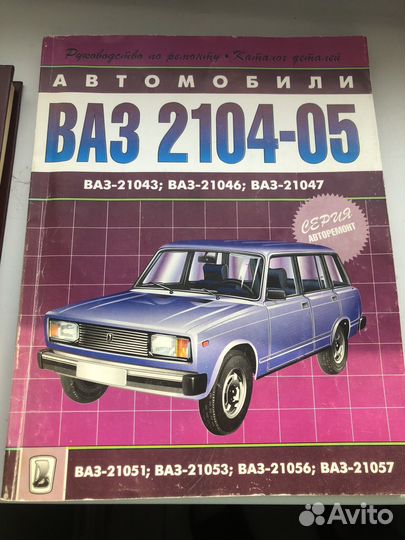 Руководство по ремонту • Каталог деталей
АВТОМОБИЛИ
ВАЗ 2104-05
ВАЗ-21043; ВАЗ-21046; ВАЗ-21047
СЕРИЯ
АВТОРЕМОНТ
ВАЗ-21051; ВАЗ-21053; ВАЗ-21056; ВАЗ-21057
Avito